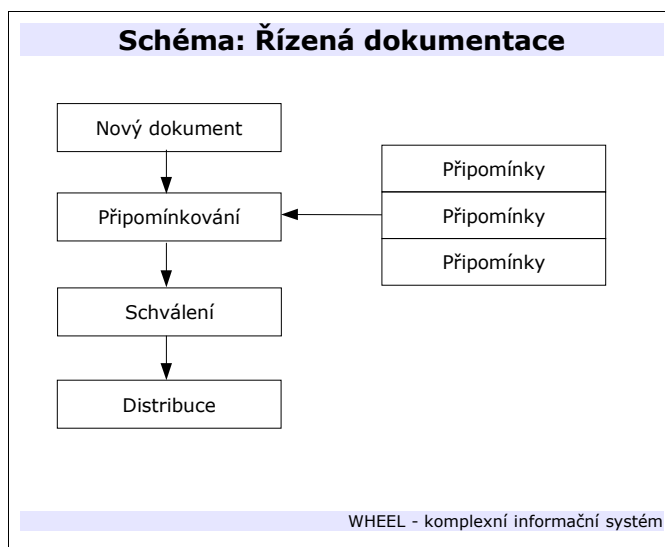 Schéma: Řízená dokumentace
Nový dokument
Připomínkování
Schválení
Distribuce
Připomínky
Připomínky
Připomínky
WHEEL - komplexní informační systém